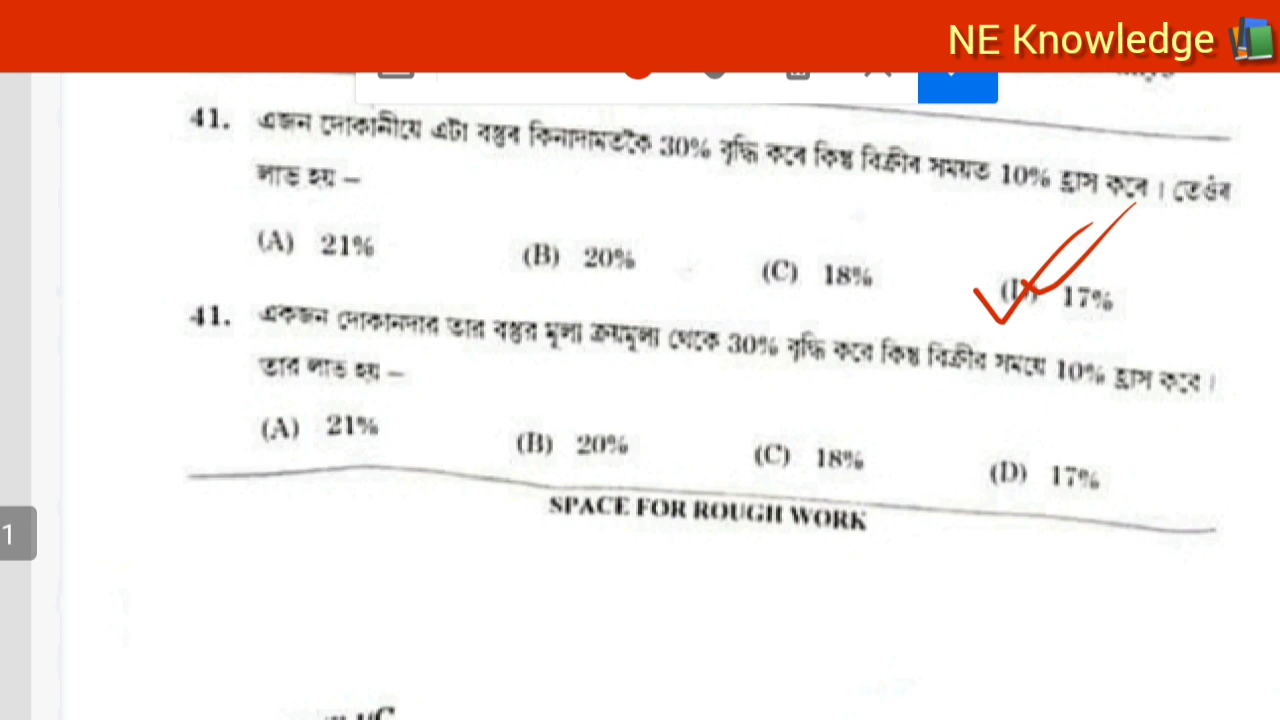 NE Knowledge
41. এজন দোকানীয়ে এটা বস্তুৰ কিনাদামতকৈ 30% বৃদ্ধি কৰে কিন্তু বিক্ৰীৰ সময়ত 10% হ্ৰাস কৰে। তেওঁৰ
লাভ হয় –
(A) 21% (B) 20% (C) 18% (D) 17%
41. একজন দোকানদার তার বস্তুর মূল্য ক্রয়মূল্য থেকে 30% বৃদ্ধি করে কিন্তু বিক্রীর সময়ে 10% হ্রাস করে।
তার লাভ হয় –
(A) 21% (B) 20% (C) 18% (D) 17%
SPACE FOR ROUGH WORK
1